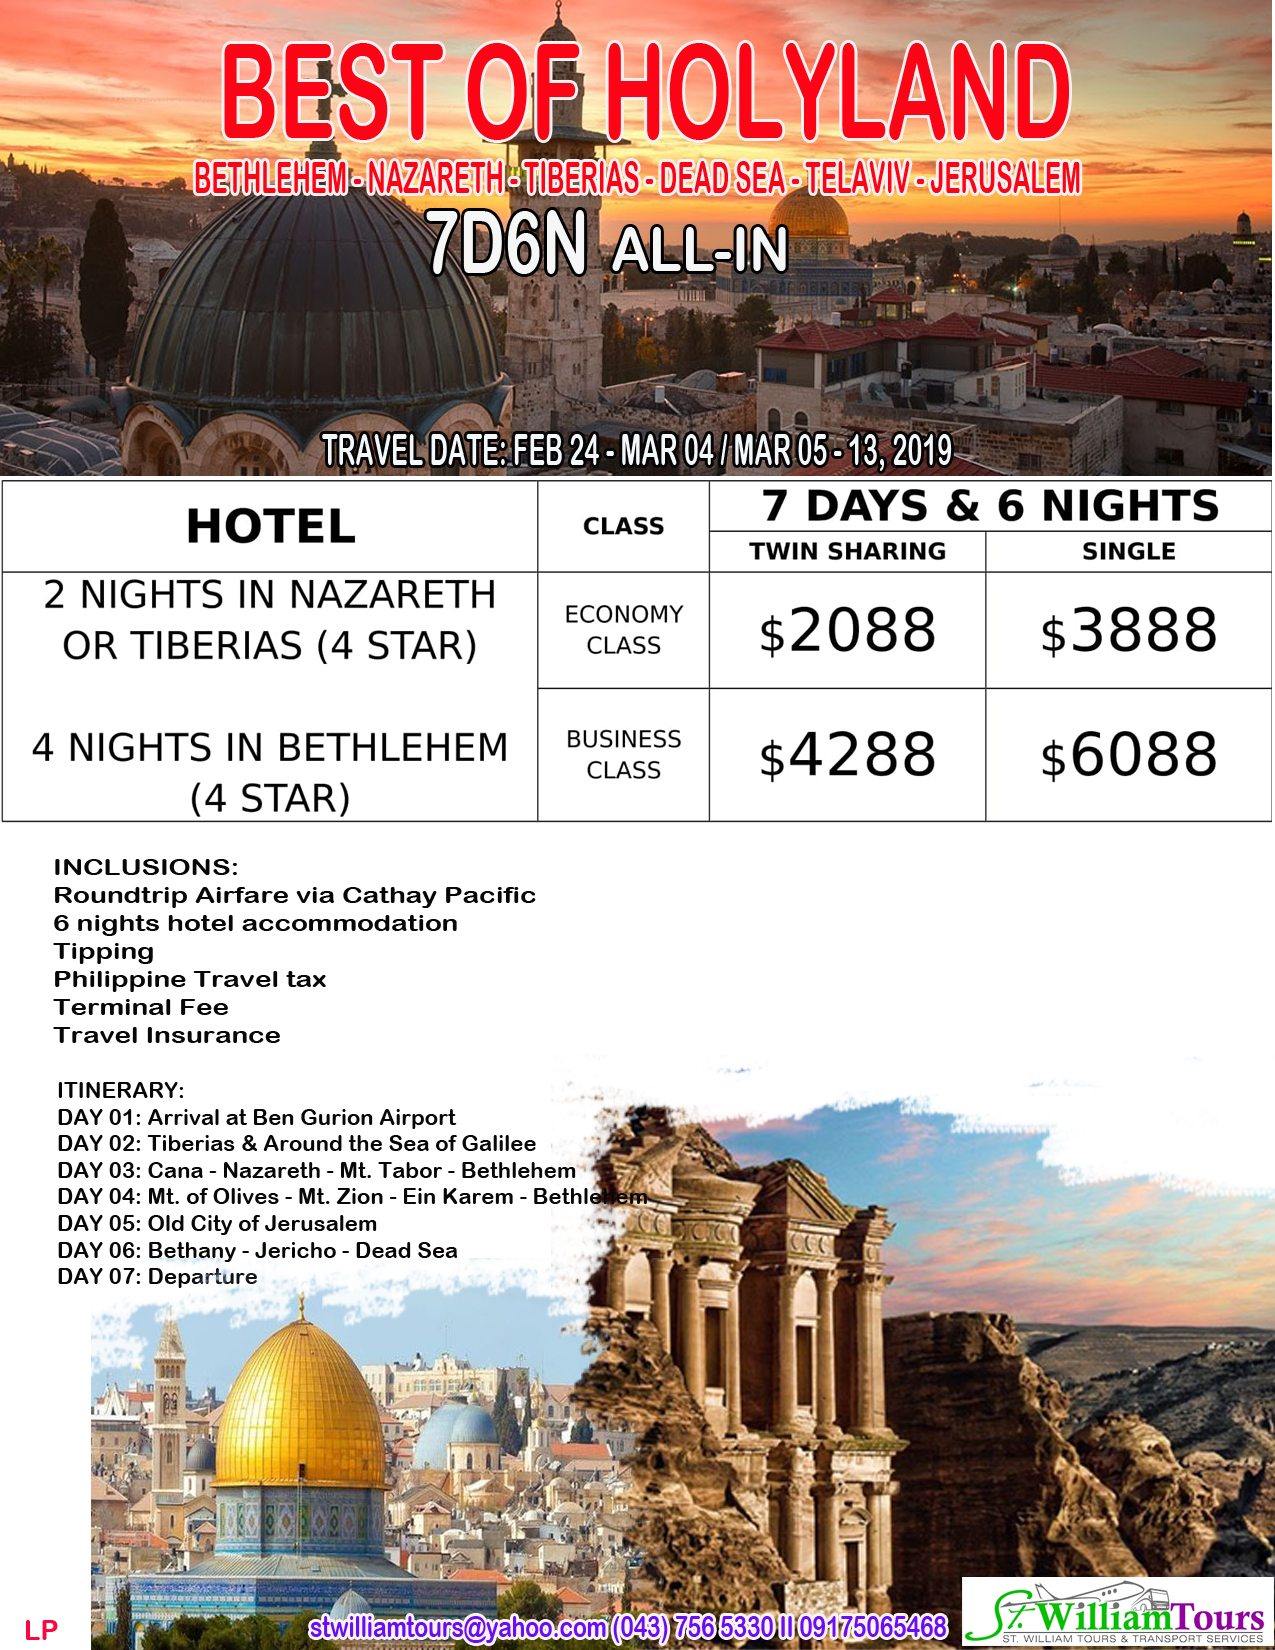 BEST OF HOLYLAND
BETHLEHEM - NAZARETH - TIBERIAS - DEAD SEA - TELAVIV - JERUSALEM
7D6N ALL-IN
TRAVEL DATE: FEB 24 - MAR 04 / MAR 05 - 13, 2019
HOTEL
CLASS
7 DAYS & 6 NIGHTS
TWIN SHARING
SINGLE
2 NIGHTS IN NAZARETH
OR TIBERIAS (4 STAR)
4 NIGHTS IN BETHLEHEM
(4 STAR)
ECONOMY
CLASS
$2088
$3888
BUSINESS
CLASS
$4288
$6088
INCLUSIONS:
Roundtrip Airfare via Cathay Pacific
6 nights hotel accommodation
Tipping
Philippine Travel tax
Terminal Fee
Travel Insurance
ITINERARY:
DAY 01: Arrival at Ben Gurion Airport
DAY 02: Tiberias & Around the Sea of Galilee
DAY 03: Cana - Nazareth - Mt. Tabor - Bethlehem
DAY 04: Mt. of Olives - Mt. Zion - Ein Karem - Bethlehem
DAY 05: Old City of Jerusalem
DAY 06: Bethany - Jericho - Dead Sea
DAY 07: Departure
LP
stwilliamtours@yahoo.com (043) 756 5330 II 09175065468
St. WilliamTours
ST. WILLIAM TOURS & TRANSPORT SERVICES